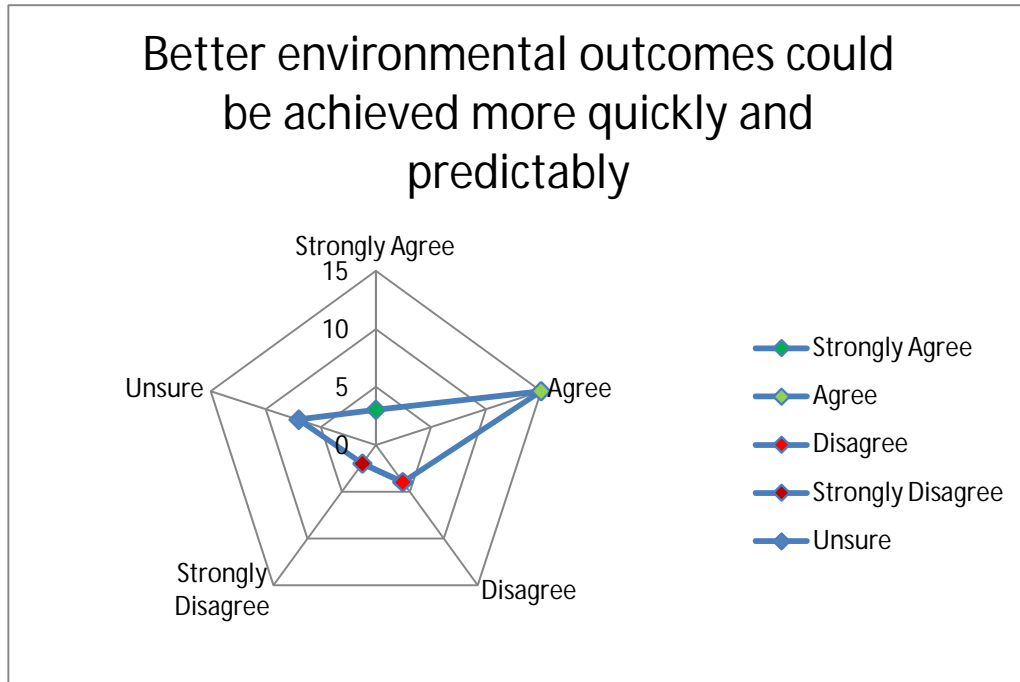 Better environmental outcomes could
be achieved more quickly and
predictably
Strongly Agree
15
10
5
0
Unsure
Agree
Strongly
Disagree
Disagree
Strongly Agree
Agree
Disagree
Strongly Disagree
Unsure